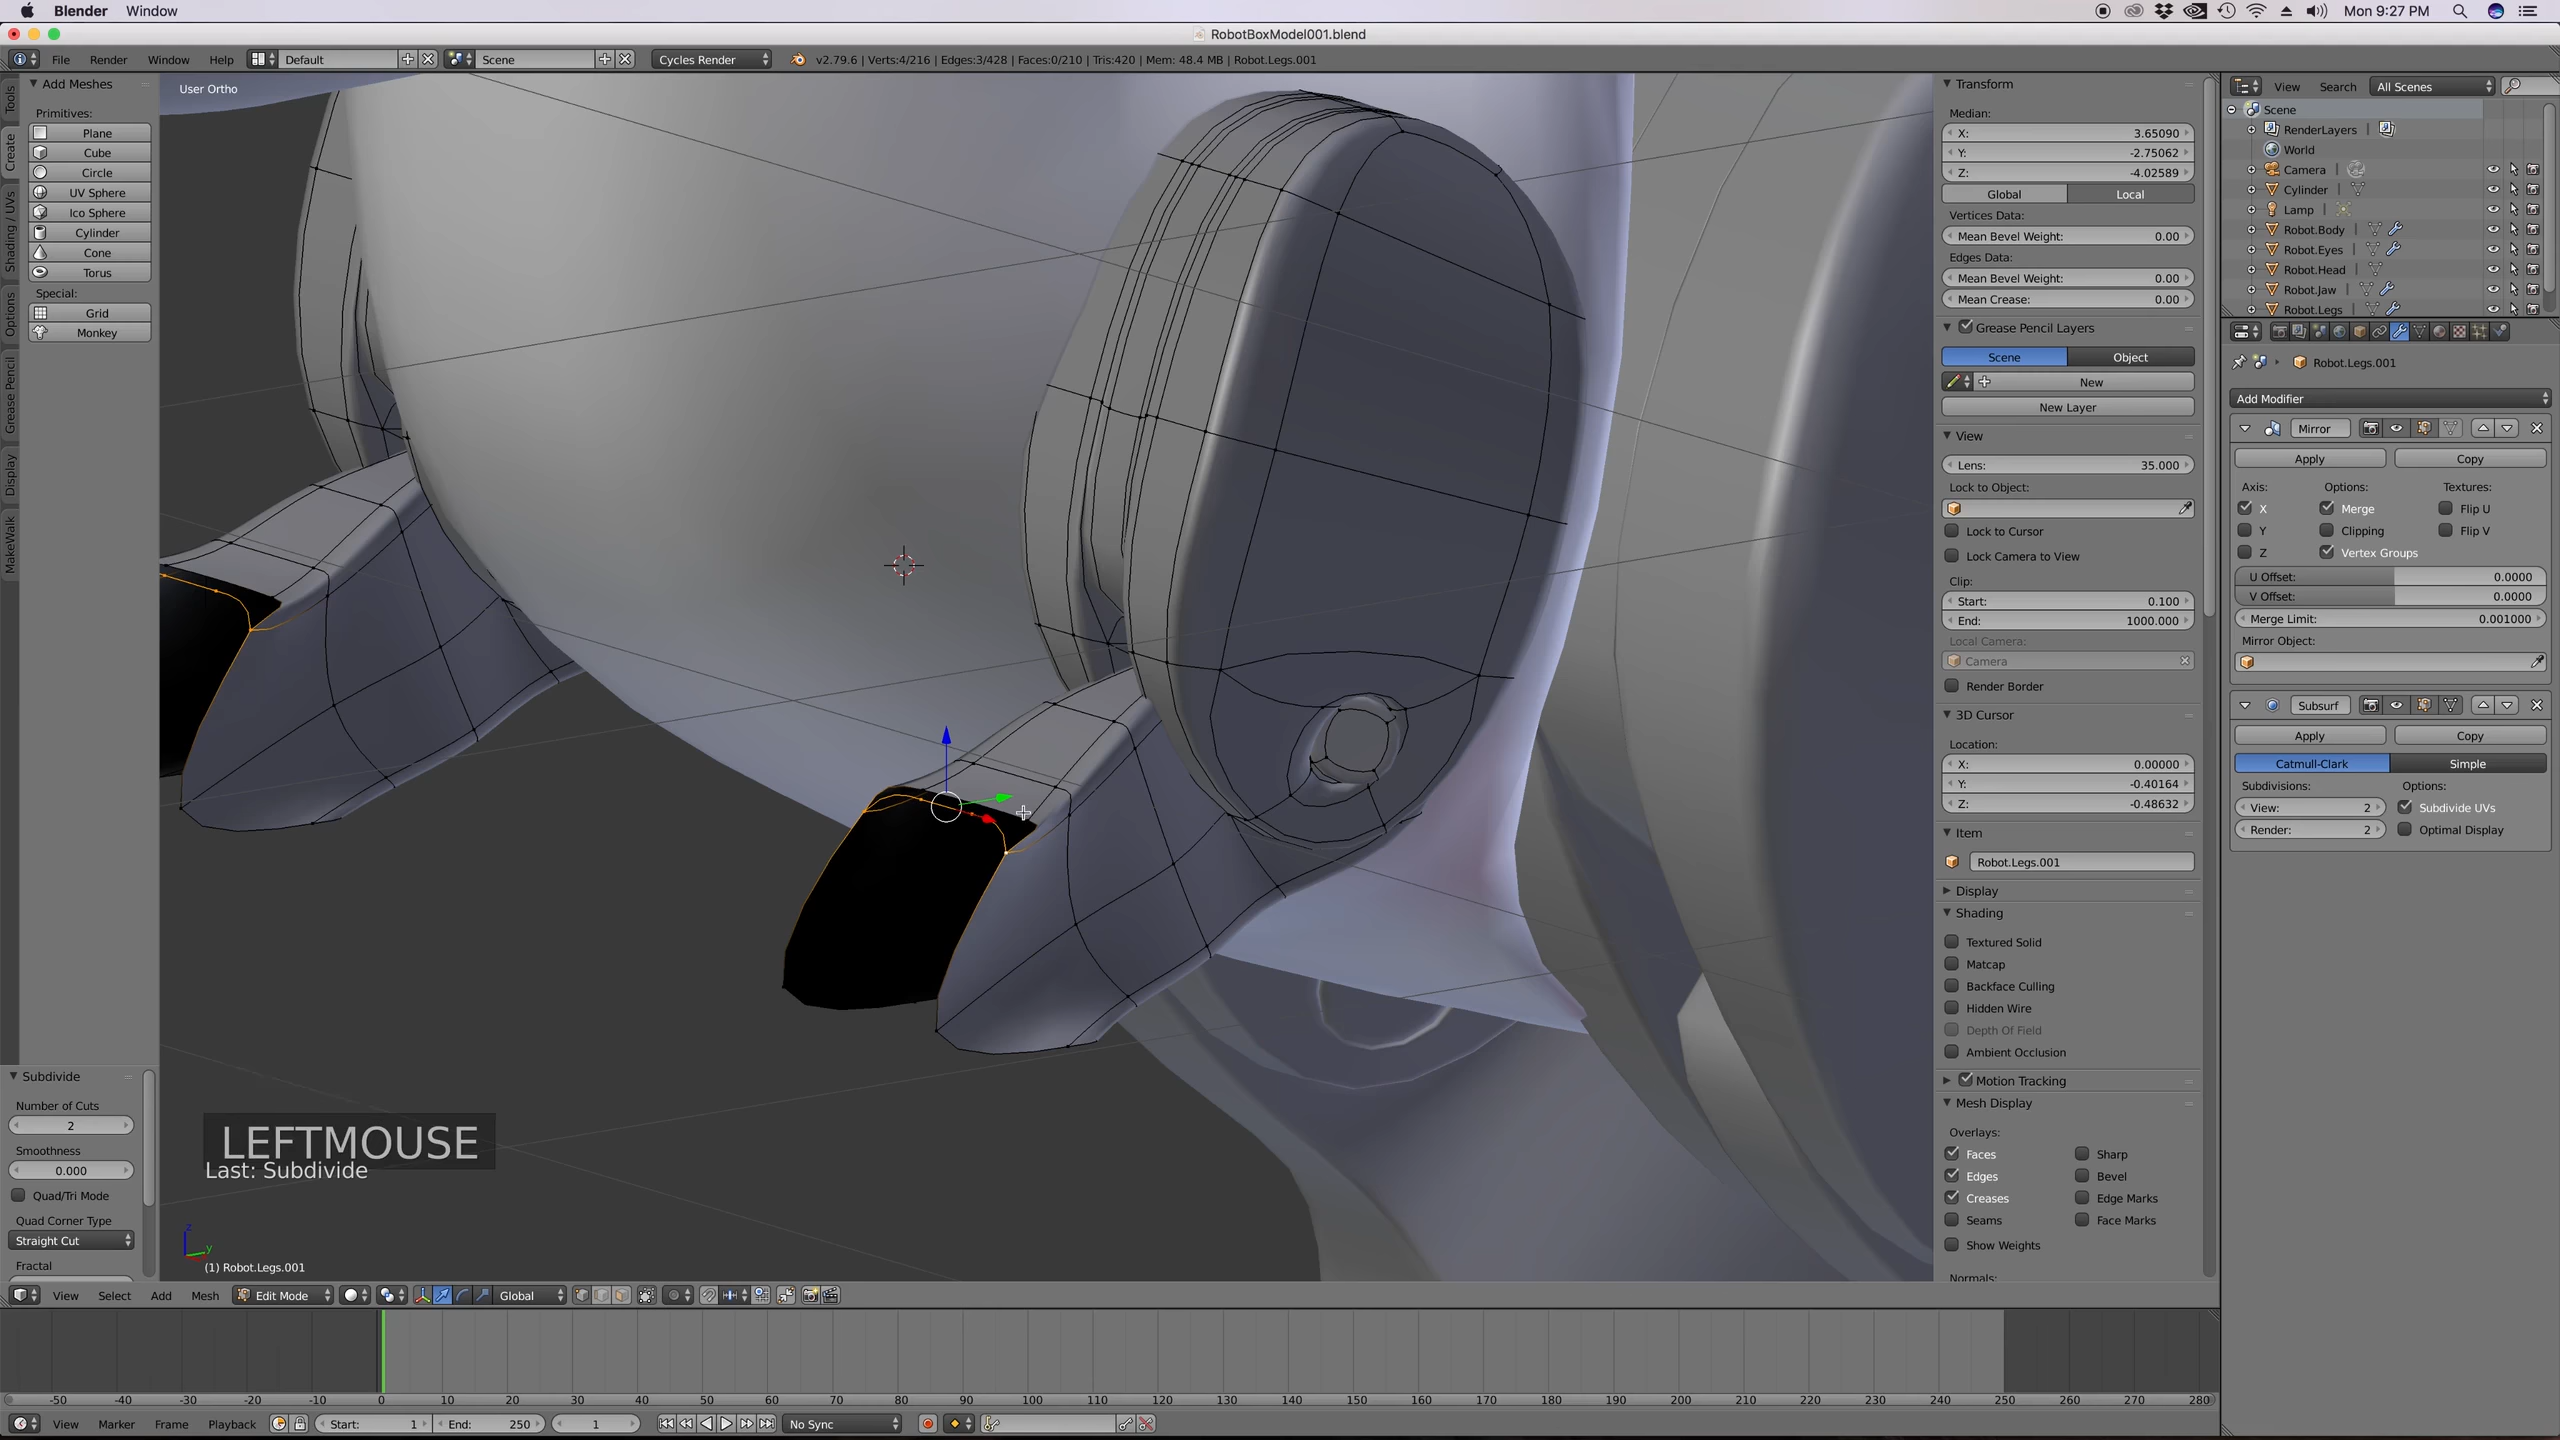 Blender Window Mon 9:27 PM
RobotBoxModel001.blend
File Render Window Help Default Scene Cycles Render v2.79.6 | Verts:4/216 | Edges:3/428 | Faces:0/210 | Tris:420 | Mem: 48.4 MB | Robot.Legs.001
Tools
Create
Shading / UVs
Options
Grease Pencil
Display
MakeWalk
Add Meshes
Primitives:
Plane
Cube
Circle
UV Sphere
Ico Sphere
Cylinder
Cone
Torus
Special:
Grid
Monkey
Subdivide
Number of Cuts
2
Smoothness
0.000
Quad/Tri Mode
Quad Corner Type
Straight Cut
Fractal
User Ortho
LEFTMOUSE
Last: Subdivide
z
y
(1) Robot.Legs.001
View Select Add Mesh Edit Mode Global
Transform
Median:
X: 3.65090
Y: -2.75062
Z: -4.02589
Global Local
Vertices Data:
Mean Bevel Weight: 0.00
Edges Data:
Mean Bevel Weight: 0.00
Mean Crease: 0.00
Grease Pencil Layers
Scene Object
New
New Layer
View
Lens: 35.000
Lock to Object:
Lock to Cursor
Lock Camera to View
Clip:
Start: 0.100
End: 1000.000
Local Camera:
Camera
Render Border
3D Cursor
Location:
X: 0.00000
Y: -0.40164
Z: -0.48632
Item
Robot.Legs.001
Display
Shading
Textured Solid
Matcap
Backface Culling
Hidden Wire
Depth Of Field
Ambient Occlusion
Motion Tracking
Mesh Display
Overlays:
Faces Sharp
Edges Bevel
Creases Edge Marks
Seams Face Marks
Show Weights
Normals:
View Search All Scenes
Scene
RenderLayers
World
Camera
Cylinder
Lamp
Robot.Body
Robot.Eyes
Robot.Head
Robot.Jaw
Robot.Legs
Robot.Legs.001
Add Modifier
Mirror
Apply Copy
Axis: Options: Textures:
X Merge Flip U
Y Clipping Flip V
Z Vertex Groups
U Offset: 0.0000
V Offset: 0.0000
Merge Limit: 0.001000
Mirror Object:
Subsurf
Apply Copy
Catmull-Clark Simple
Subdivisions: Options:
View: 2 Subdivide UVs
Render: 2 Optimal Display
-50 -40 -30 -20 -10 0 10 20 30 40 50 60 70 80 90 100 110 120 130 140 150 160 170 180 190 200 210 220 230 240 250 260 270 280
View Marker Frame Playback Start: 1 End: 250 1 No Sync